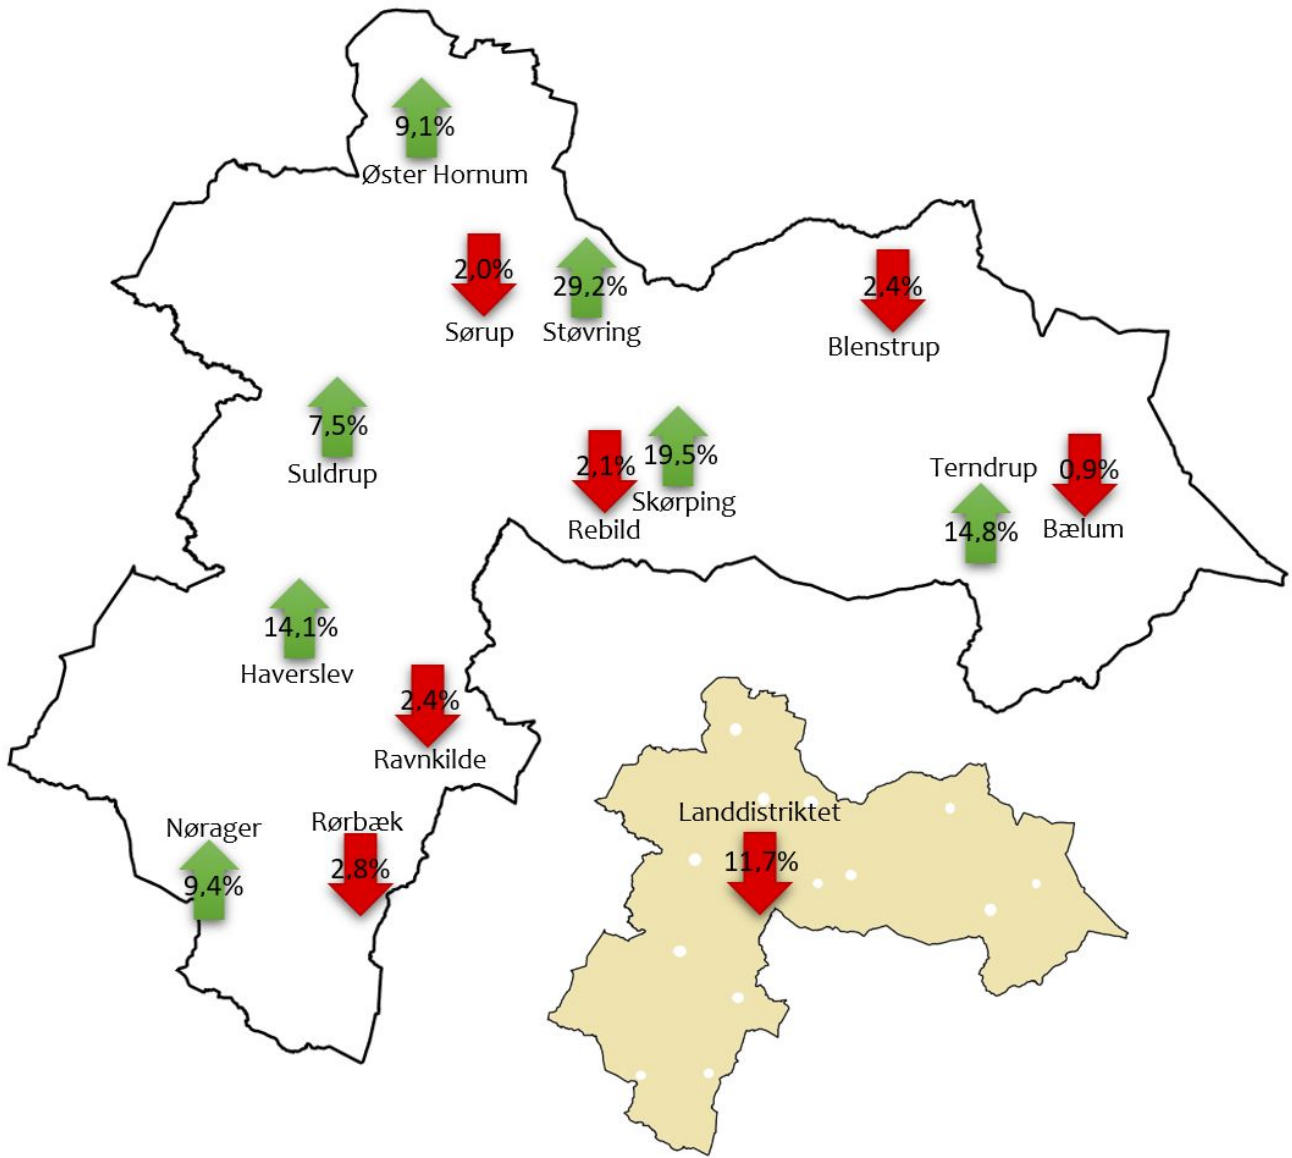 9,1%
Øster Hornum
2,0%
Sørup
29,2%
Støvring
2,4%
Blenstrup
7,5%
Suldrup
2,1%
Rebild
19,5%
Skørping
Terndrup
14,8%
0,9%
Bælum
14,1%
Haverslev
2,4%
Ravnkilde
Nørager
9,4%
Rørbæk
2,8%
Landdistriktet
11,7%